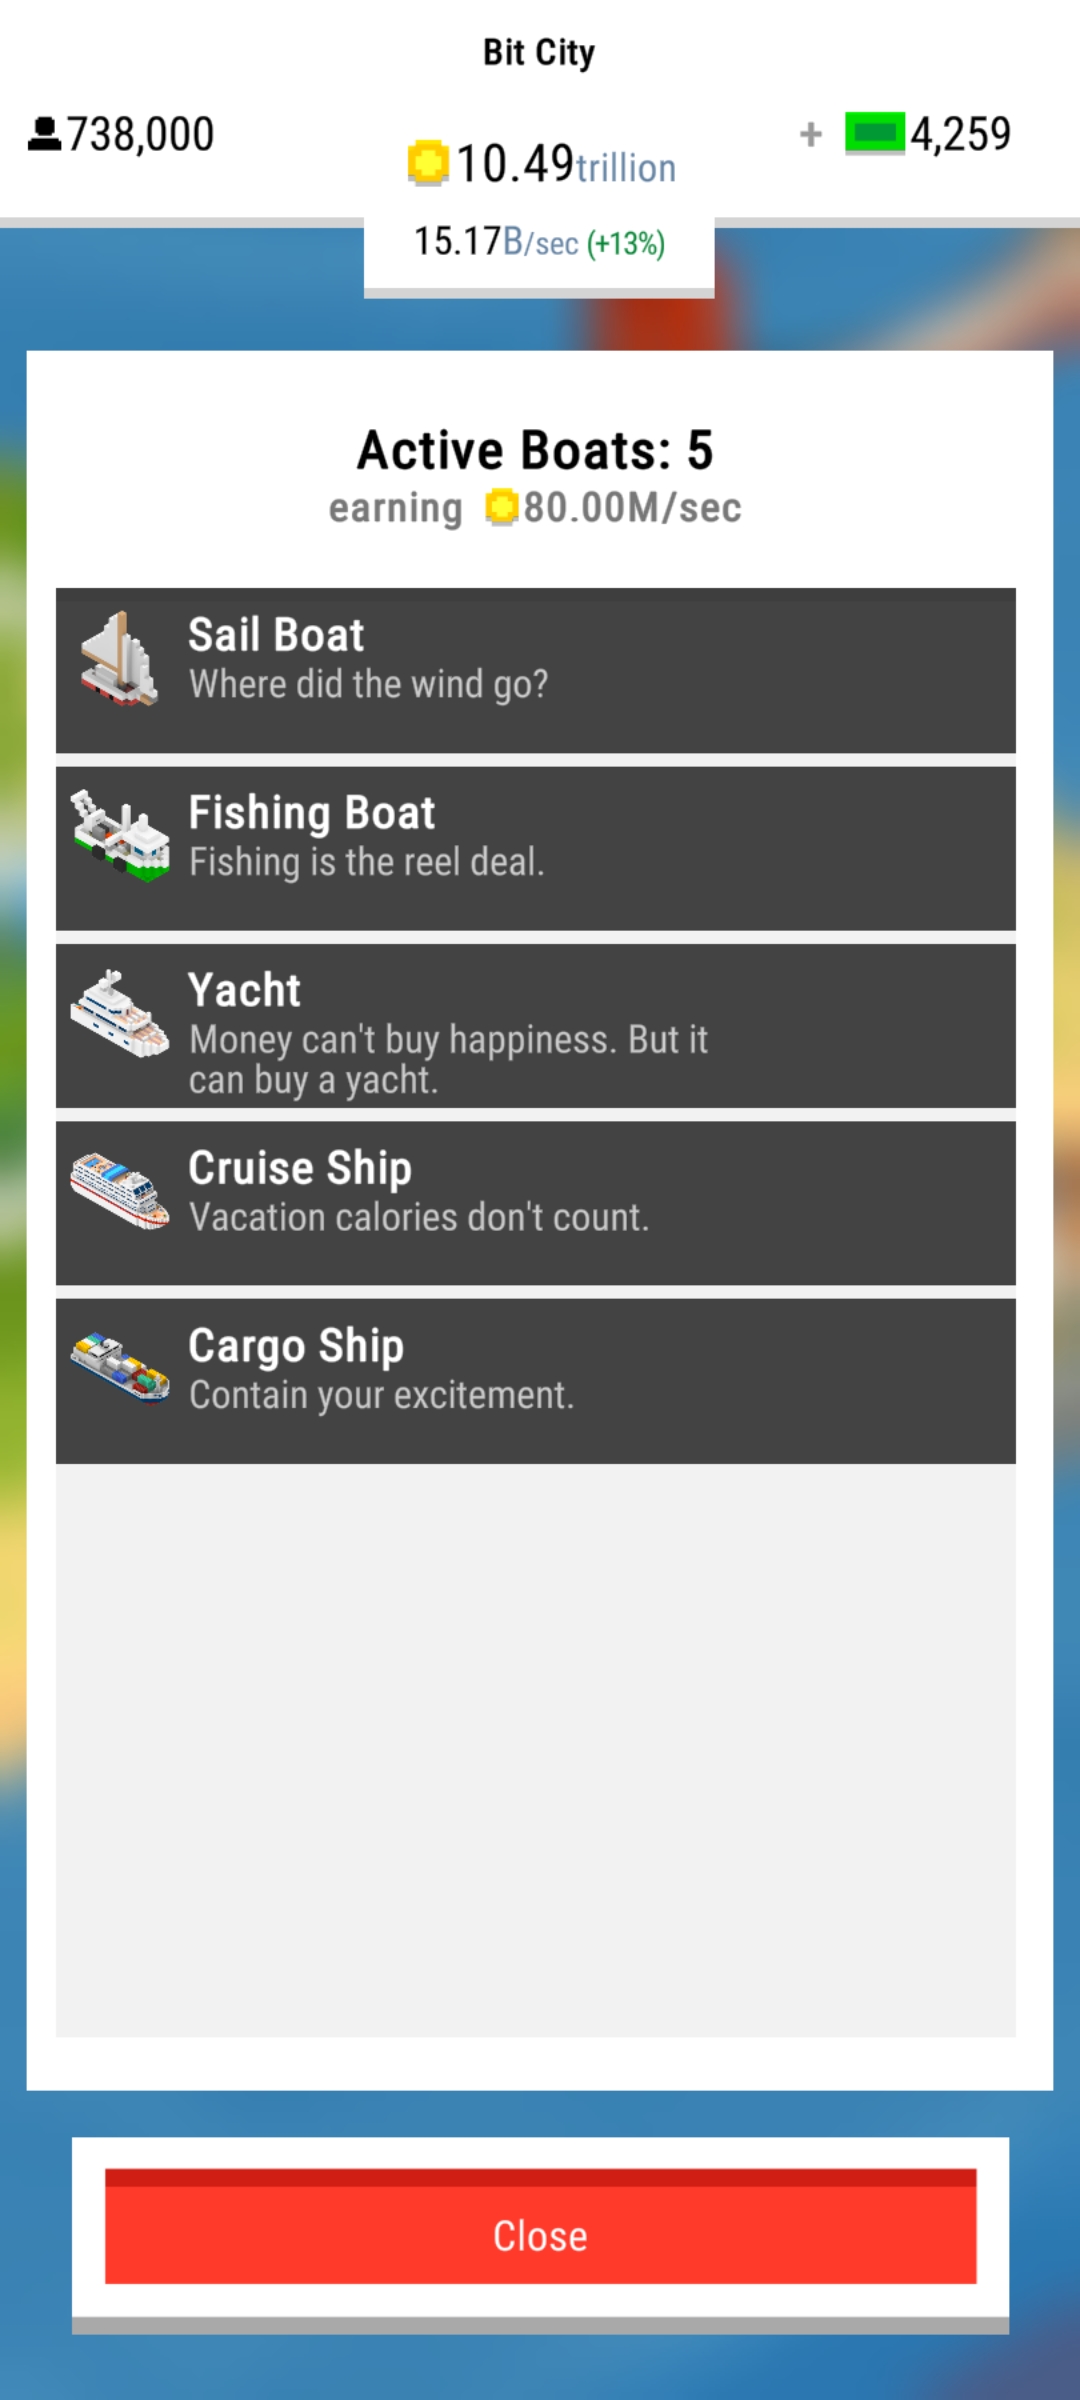 Bit City
738,000
+ 4,259
10.49trillion
15.17B/sec (+13%)
Active Boats: 5
earning 80.00M/sec
Sail Boat
Where did the wind go?
Fishing Boat
Fishing is the reel deal.
Yacht
Money can't buy happiness. But it
can buy a yacht.
Cruise Ship
Vacation calories don't count.
Cargo Ship
Contain your excitement.
Close